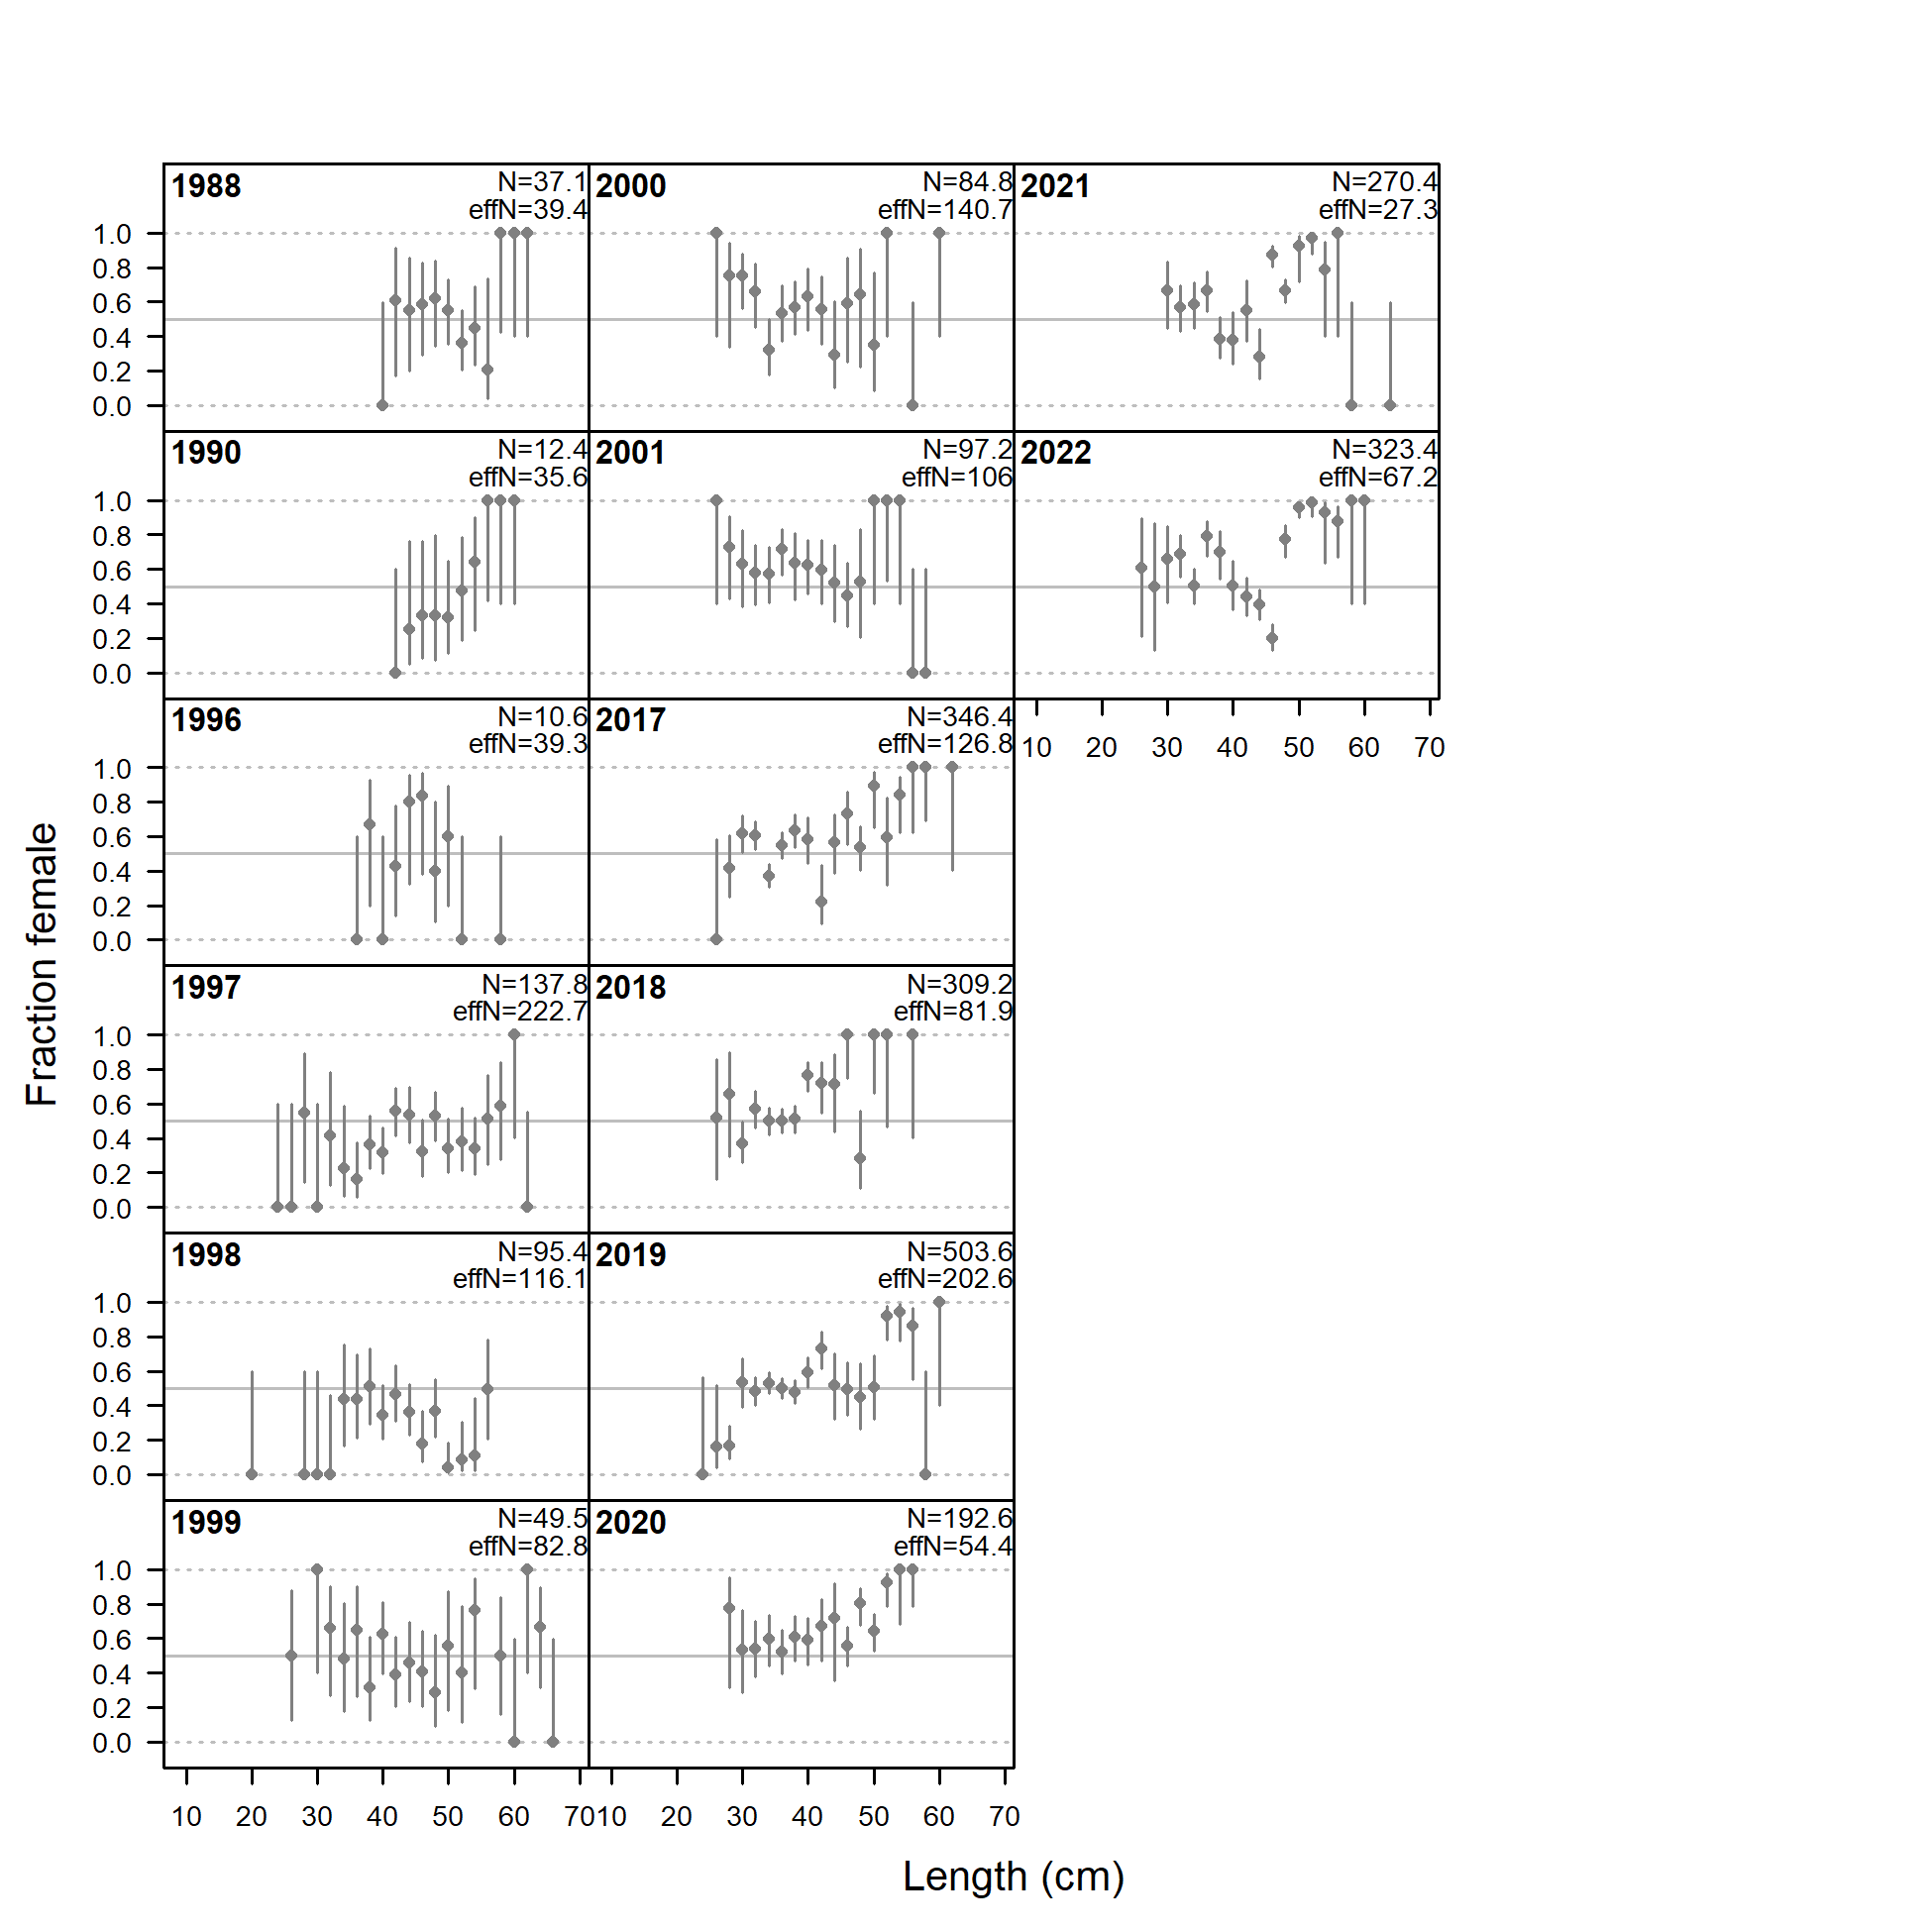 1988
N=37.1
effN=39.4
2000
N=84.8
effN=140.7
2021
N=270.4
effN=27.3
1.0
0.8
0.6
0.4
0.2
0.0
1990
N=12.4
effN=35.6
2001
N=97.2
effN=106
2022
N=323.4
effN=67.2
1.0
0.8
0.6
0.4
0.2
0.0
1996
N=10.6
effN=39.3
2017
N=346.4
effN=126.8
10 20 30 40 50 60 70
1.0
0.8
0.6
0.4
0.2
0.0
Fraction female
1997
N=137.8
effN=222.7
2018
N=309.2
effN=81.9
1.0
0.8
0.6
0.4
0.2
0.0
1998
N=95.4
effN=116.1
2019
N=503.6
effN=202.6
1.0
0.8
0.6
0.4
0.2
0.0
1999
N=49.5
effN=82.8
2020
N=192.6
effN=54.4
1.0
0.8
0.6
0.4
0.2
0.0
10 20 30 40 50 60 70
10 20 30 40 50 60 70
Length (cm)